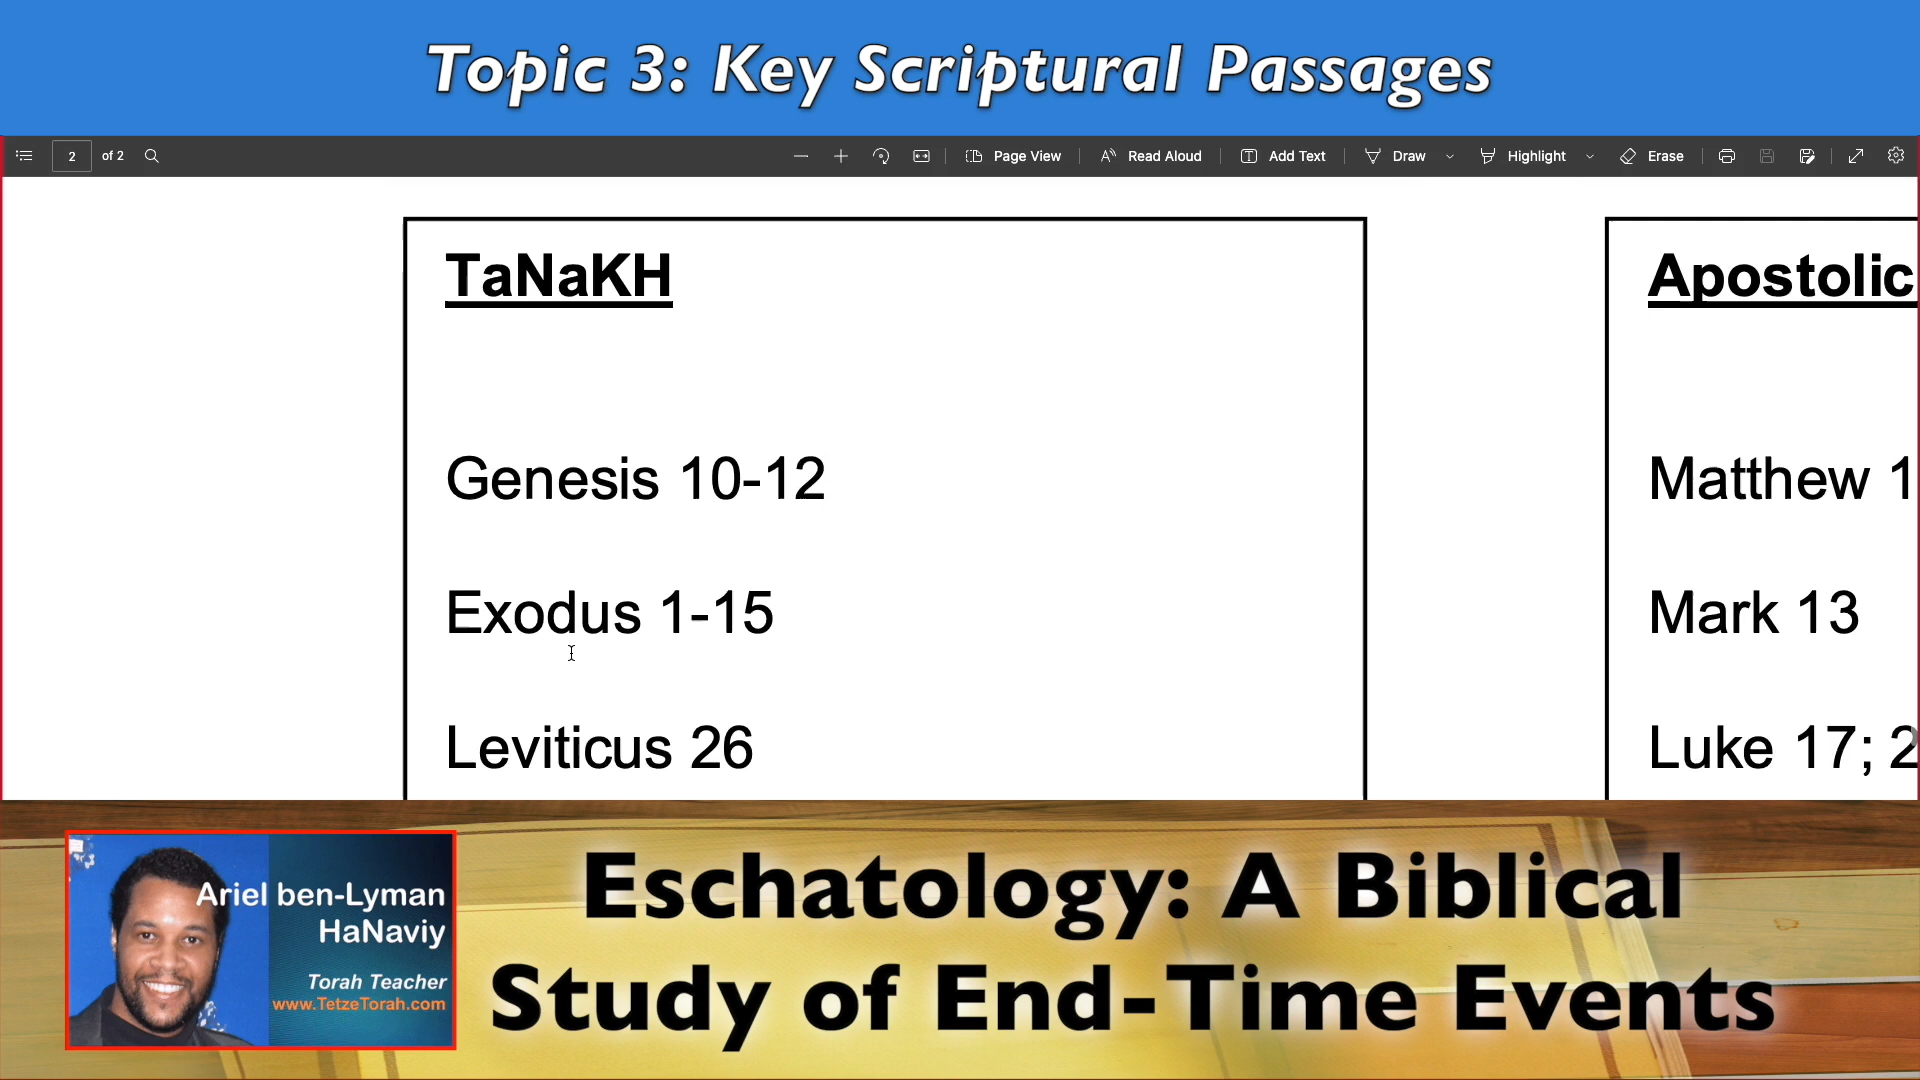 Topic 3: Key Scriptural Passages
2 of 2 Page View Read Aloud Add Text Draw Highlight Erase
TaNaKH
Genesis 10-12
Exodus 1-15
Leviticus 26
Apostolic
Matthew 1
Mark 13
Luke 17; 2
Ariel ben-Lyman
HaNaviy
Torah Teacher
www.TetzeTorah.com
Eschatology: A Biblical
Study of End-Time Events